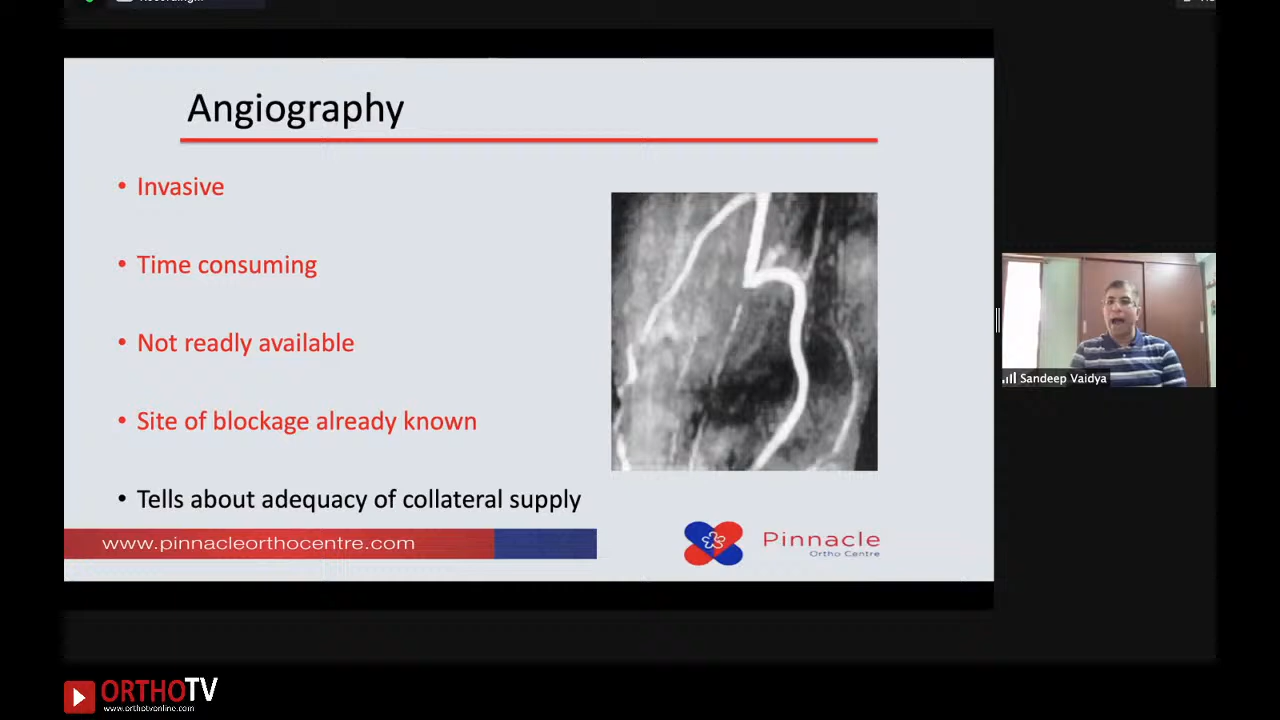 Angiography
• Invasive
• Time consuming
• Not readly available
• Site of blockage already known
• Tells about adequacy of collateral supply
www.pinnacleorthocentre.com
Pinnacle
Ortho Centre
Sandeep Vaidya
ORTHOTV
www.orthotvonline.com